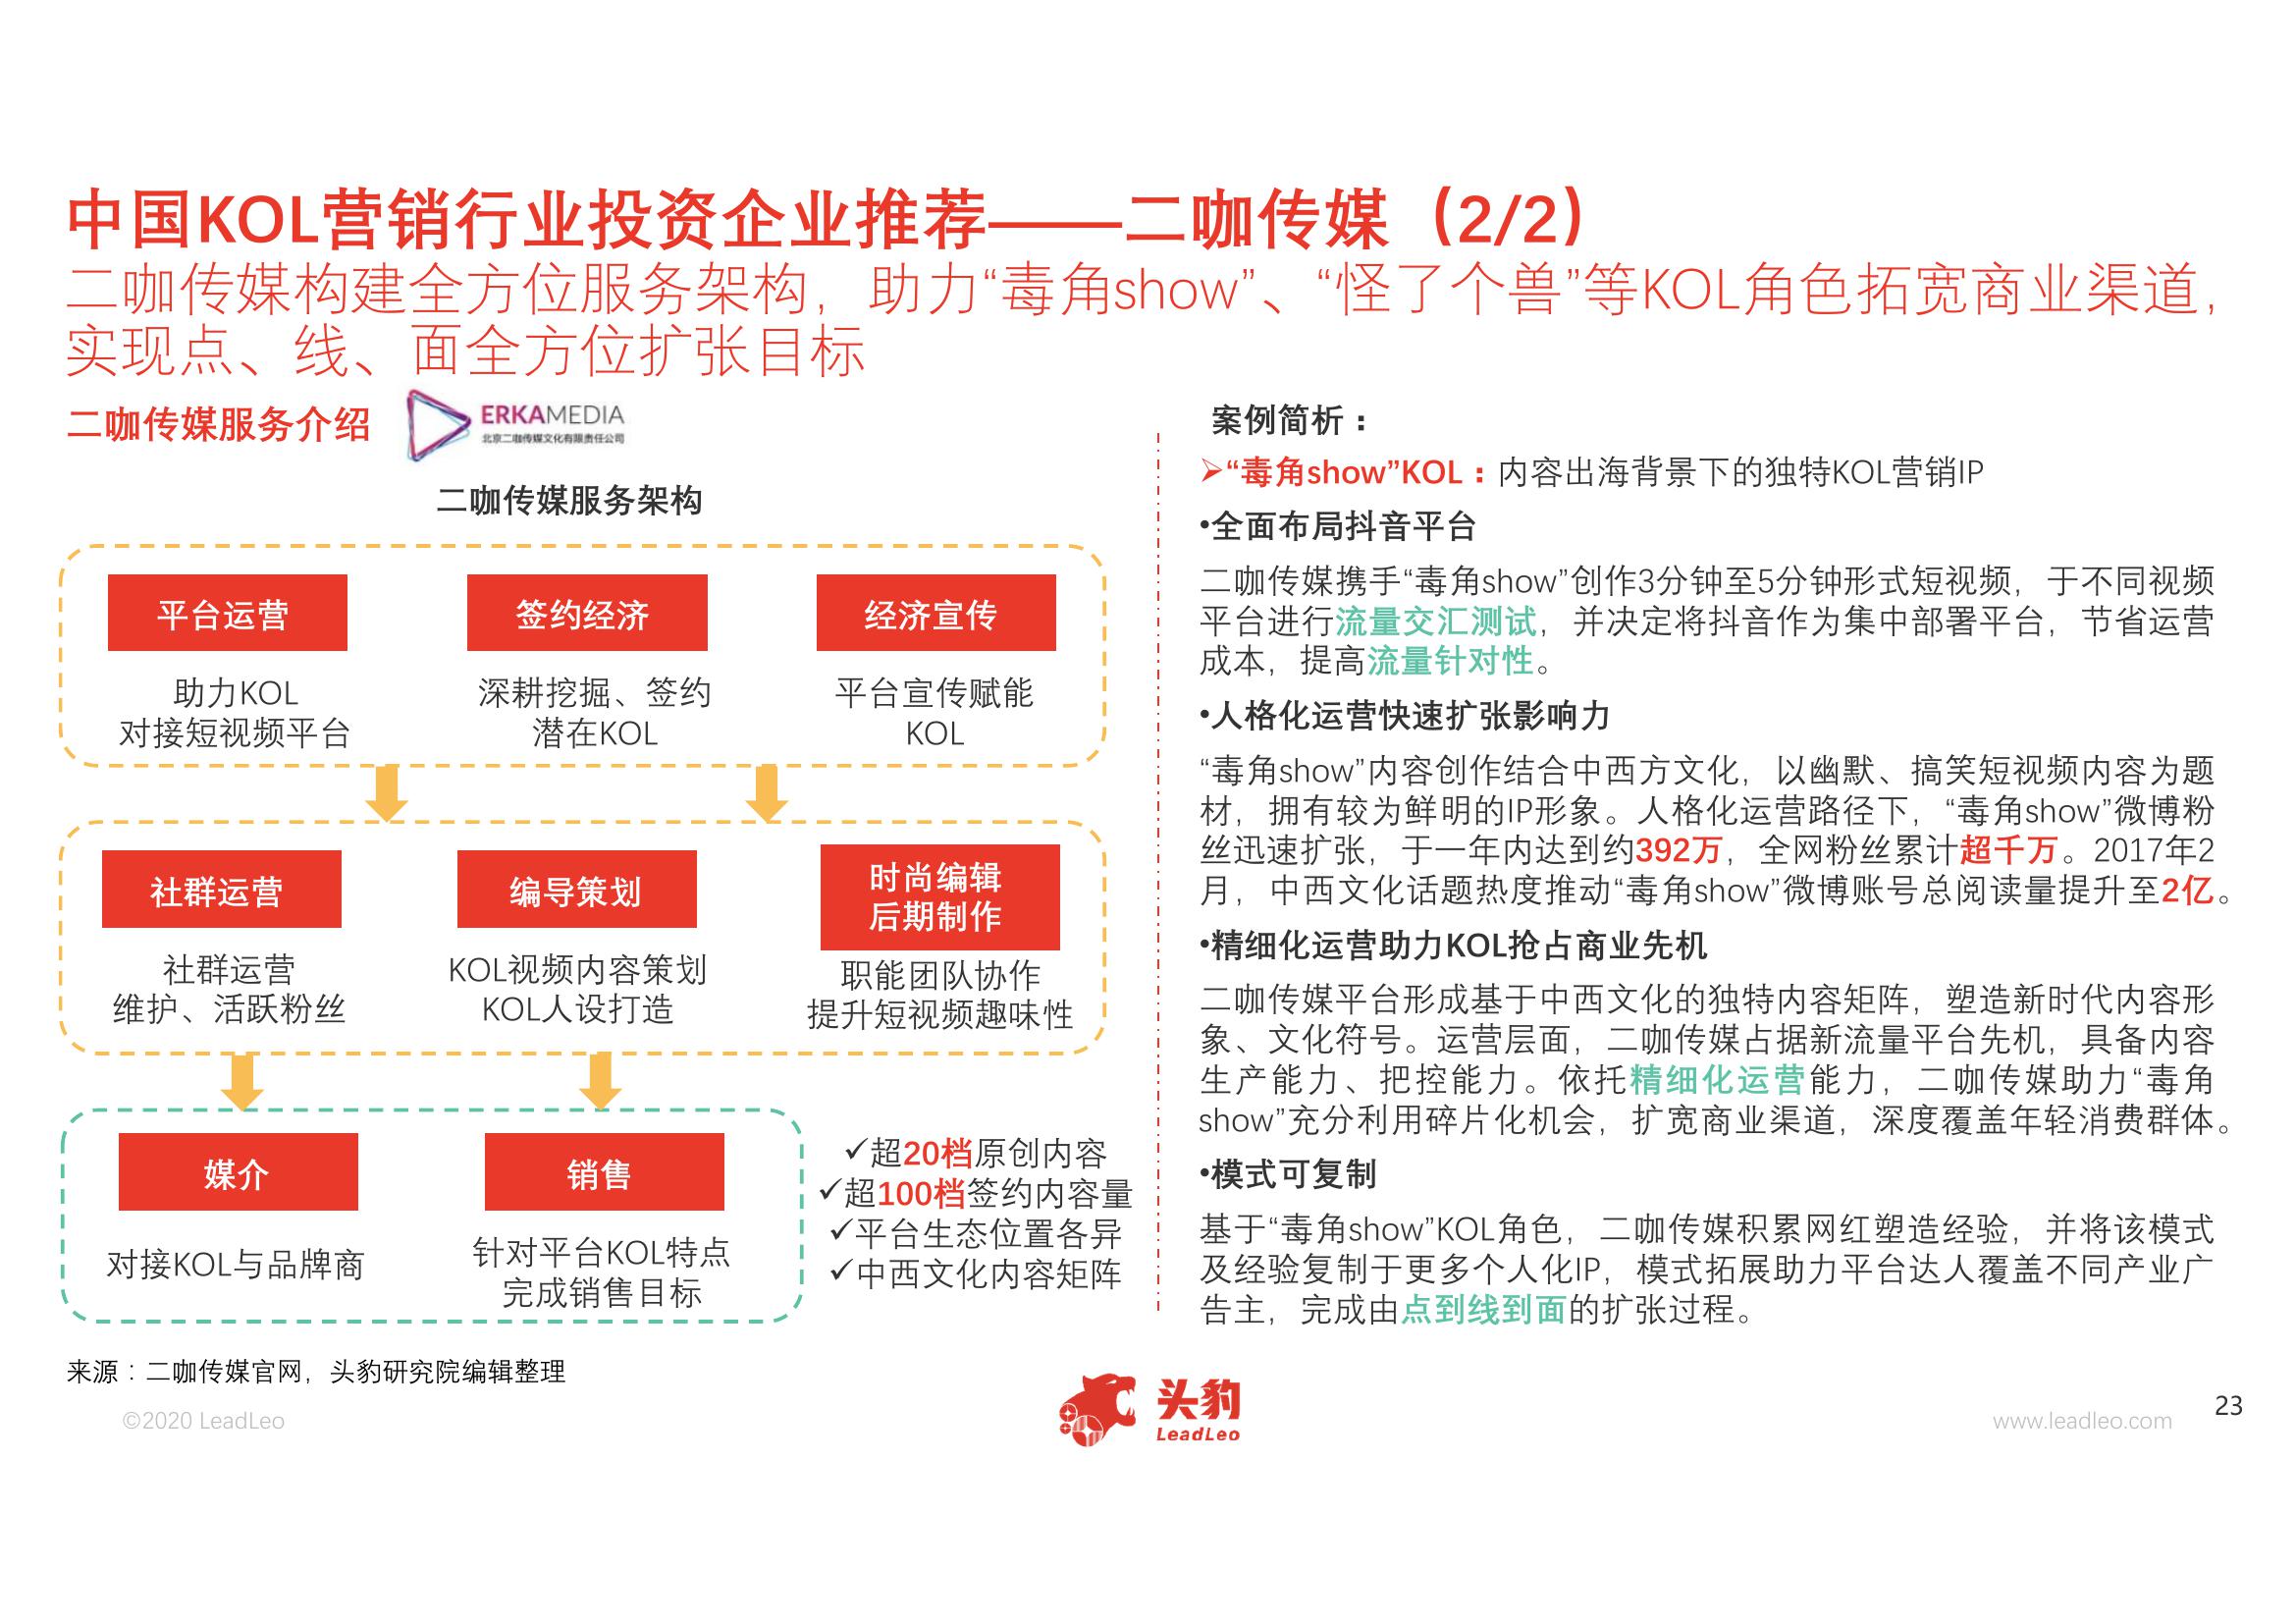 中国KOL营销行业投资企业推荐——二咖传媒（2/2）
二咖传媒构建全方位服务架构，助力“毒角show”、“怪了个兽”等KOL角色拓宽商业渠道，
实现点、线、面全方位扩张目标
二咖传媒服务介绍
ERKAMEDIA
北京二咖传媒文化有限责任公司
二咖传媒服务架构
平台运营
签约经济
经济宣传
助力KOL
对接短视频平台
深耕挖掘、签约
潜在KOL
平台宣传赋能
KOL
社群运营
编导策划
时尚编辑
后期制作
社群运营
维护、活跃粉丝
KOL视频内容策划
KOL人设打造
职能团队协作
提升短视频趣味性
媒介
销售
对接KOL与品牌商
针对平台KOL特点
完成销售目标
✓超20档原创内容
✓超100档签约内容量
✓平台生态位置各异
✓中西文化内容矩阵
案例简析：
➢“毒角show”KOL：内容出海背景下的独特KOL营销IP
•全面布局抖音平台
二咖传媒携手“毒角show”创作3分钟至5分钟形式短视频，于不同视频
平台进行流量交汇测试，并决定将抖音作为集中部署平台，节省运营
成本，提高流量针对性。
•人格化运营快速扩张影响力
“毒角show”内容创作结合中西方文化，以幽默、搞笑短视频内容为题
材，拥有较为鲜明的IP形象。人格化运营路径下，“毒角show”微博粉
丝迅速扩张，于一年内达到约392万，全网粉丝累计超千万。2017年2
月，中西文化话题热度推动“毒角show”微博账号总阅读量提升至2亿。
•精细化运营助力KOL抢占商业先机
二咖传媒平台形成基于中西文化的独特内容矩阵，塑造新时代内容形
象、文化符号。运营层面，二咖传媒占据新流量平台先机，具备内容
生产能力、把控能力。依托精细化运营能力，二咖传媒助力“毒角
show”充分利用碎片化机会，扩宽商业渠道，深度覆盖年轻消费群体。
•模式可复制
基于“毒角show”KOL角色，二咖传媒积累网红塑造经验，并将该模式
及经验复制于更多个人化IP，模式拓展助力平台达人覆盖不同产业广
告主，完成由点到线到面的扩张过程。
来源：二咖传媒官网，头豹研究院编辑整理
©2020 LeadLeo
头豹
LeadLeo
www.leadleo.com
23